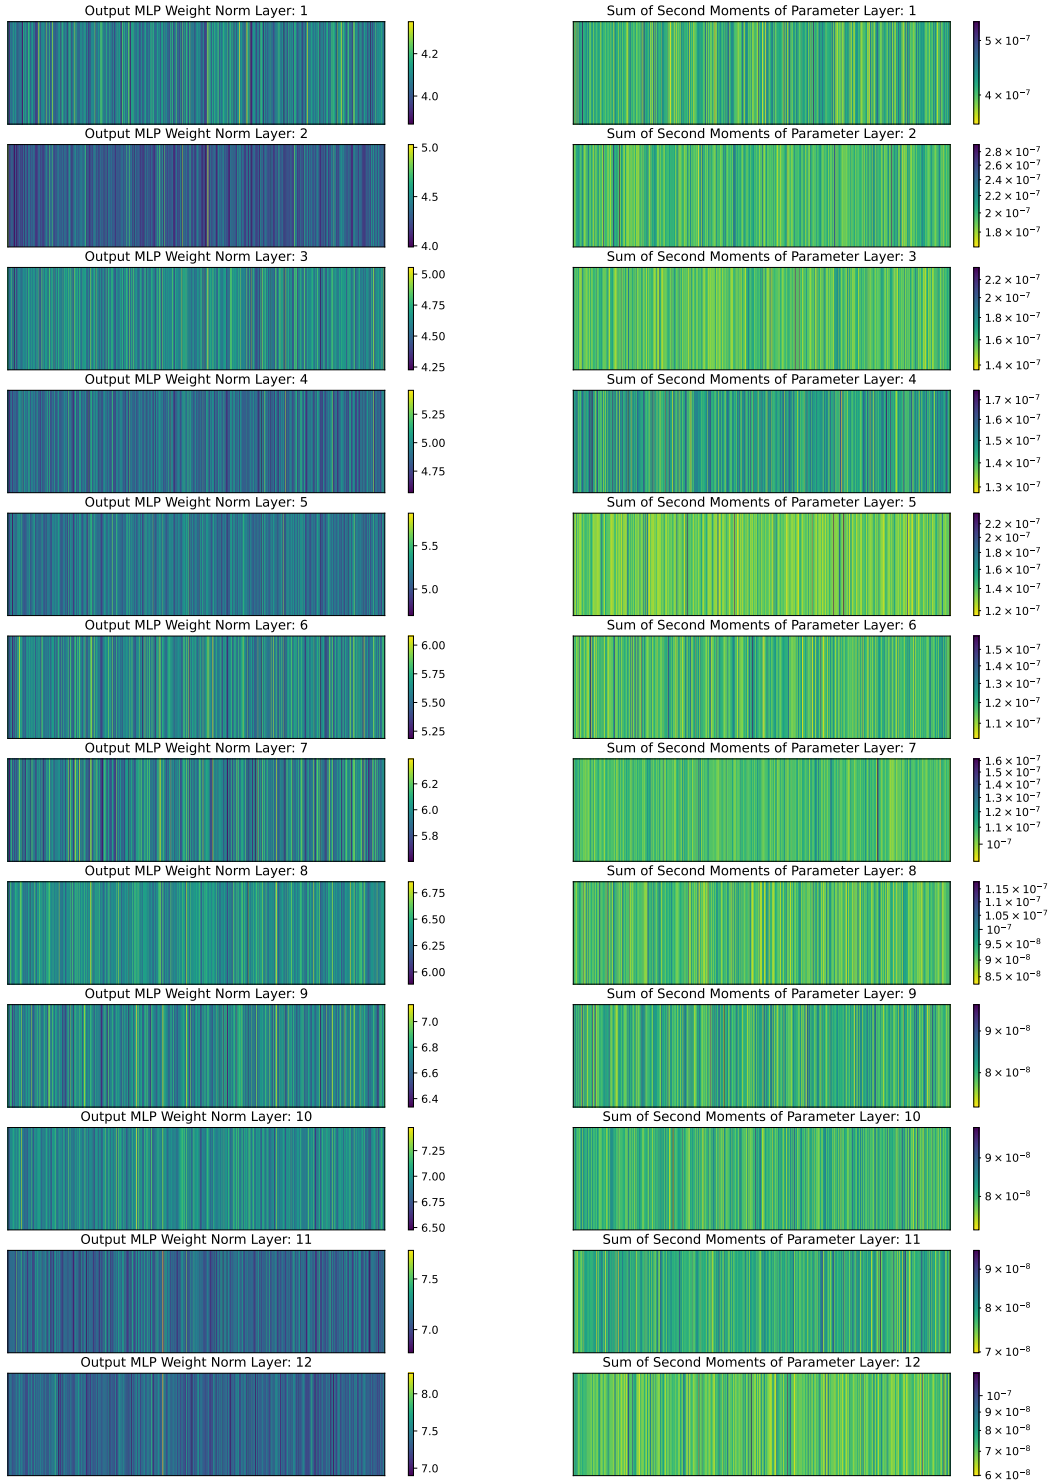 Output MLP Weight Norm Layer: 1
4.2
4.0
Sum of Second Moments of Parameter Layer: 1
5 × 10⁻⁷
4 × 10⁻⁷
Output MLP Weight Norm Layer: 2
5.0
4.5
4.0
Sum of Second Moments of Parameter Layer: 2
2.8 × 10⁻⁷
2.6 × 10⁻⁷
2.4 × 10⁻⁷
2.2 × 10⁻⁷
2 × 10⁻⁷
1.8 × 10⁻⁷
Output MLP Weight Norm Layer: 3
5.00
4.75
4.50
4.25
Sum of Second Moments of Parameter Layer: 3
2.2 × 10⁻⁷
2 × 10⁻⁷
1.8 × 10⁻⁷
1.6 × 10⁻⁷
1.4 × 10⁻⁷
Output MLP Weight Norm Layer: 4
5.25
5.00
4.75
Sum of Second Moments of Parameter Layer: 4
1.7 × 10⁻⁷
1.6 × 10⁻⁷
1.5 × 10⁻⁷
1.4 × 10⁻⁷
1.3 × 10⁻⁷
Output MLP Weight Norm Layer: 5
5.5
5.0
Sum of Second Moments of Parameter Layer: 5
2.2 × 10⁻⁷
2 × 10⁻⁷
1.8 × 10⁻⁷
1.6 × 10⁻⁷
1.4 × 10⁻⁷
1.2 × 10⁻⁷
Output MLP Weight Norm Layer: 6
6.00
5.75
5.50
5.25
Sum of Second Moments of Parameter Layer: 6
1.5 × 10⁻⁷
1.4 × 10⁻⁷
1.3 × 10⁻⁷
1.2 × 10⁻⁷
1.1 × 10⁻⁷
Output MLP Weight Norm Layer: 7
6.2
6.0
5.8
Sum of Second Moments of Parameter Layer: 7
1.6 × 10⁻⁷
1.5 × 10⁻⁷
1.4 × 10⁻⁷
1.3 × 10⁻⁷
1.2 × 10⁻⁷
1.1 × 10⁻⁷
10⁻⁷
Output MLP Weight Norm Layer: 8
6.75
6.50
6.25
6.00
Sum of Second Moments of Parameter Layer: 8
1.15 × 10⁻⁷
1.1 × 10⁻⁷
1.05 × 10⁻⁷
10⁻⁷
9.5 × 10⁻⁸
9 × 10⁻⁸
8.5 × 10⁻⁸
Output MLP Weight Norm Layer: 9
7.0
6.8
6.6
6.4
Sum of Second Moments of Parameter Layer: 9
9 × 10⁻⁸
8 × 10⁻⁸
Output MLP Weight Norm Layer: 10
7.25
7.00
6.75
6.50
Sum of Second Moments of Parameter Layer: 10
9 × 10⁻⁸
8 × 10⁻⁸
Output MLP Weight Norm Layer: 11
7.5
7.0
Sum of Second Moments of Parameter Layer: 11
9 × 10⁻⁸
8 × 10⁻⁸
7 × 10⁻⁸
Output MLP Weight Norm Layer: 12
8.0
7.5
7.0
Sum of Second Moments of Parameter Layer: 12
10⁻⁷
9 × 10⁻⁸
8 × 10⁻⁸
7 × 10⁻⁸
6 × 10⁻⁸